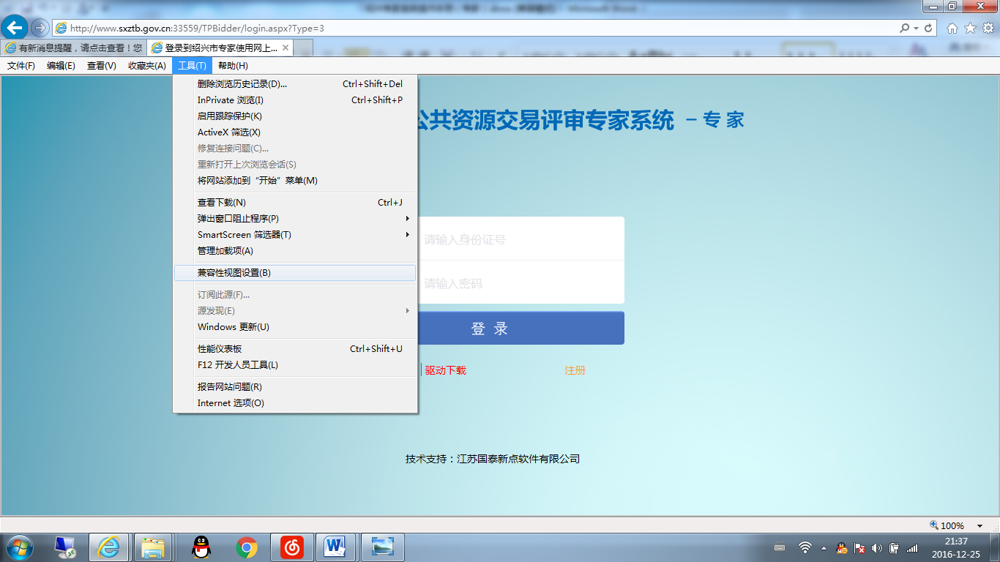 http://www.sxztb.gov.cn:33559/TPBidder/login.aspx?Type=3
有新消息提醒，请点击查看！您
登录到绍兴市专家使用网上...
文件(F) 编辑(E) 查看(V) 收藏夹(A) 工具(T) 帮助(H)
删除浏览历史记录(D)... Ctrl+Shift+Del
InPrivate 浏览(I) Ctrl+Shift+P
启用跟踪保护(K)
ActiveX 筛选(X)
修复连接问题(C)...
重新打开上次浏览会话(S)
将网站添加到“开始”菜单(M)
查看下载(N) Ctrl+J
弹出窗口阻止程序(P)
SmartScreen 筛选器(T)
管理加载项(A)
兼容性视图设置(B)
订阅此源(F)...
源发现(E)
Windows 更新(U)
性能仪表板 Ctrl+Shift+U
F12 开发人员工具(L)
报告网站问题(R)
Internet 选项(O)
公共资源交易评审专家系统 －专家
请输入身份证号
请输入密码
登 录
驱动下载 注册
技术支持：江苏国泰新点软件有限公司
100%
21:37
2016-12-25